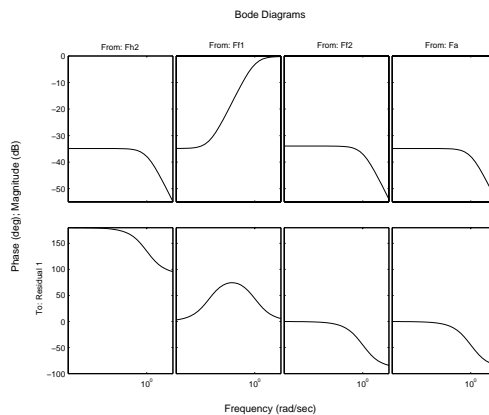 Bode Diagrams
From: Fh2
From: Ff1
From: Ff2
From: Fa
0
−10
−20
−30
−40
−50
Phase (deg); Magnitude (dB)
To: Residual 1
150
100
50
0
−50
−100
10⁰
10⁰
10⁰
10⁰
Frequency (rad/sec)